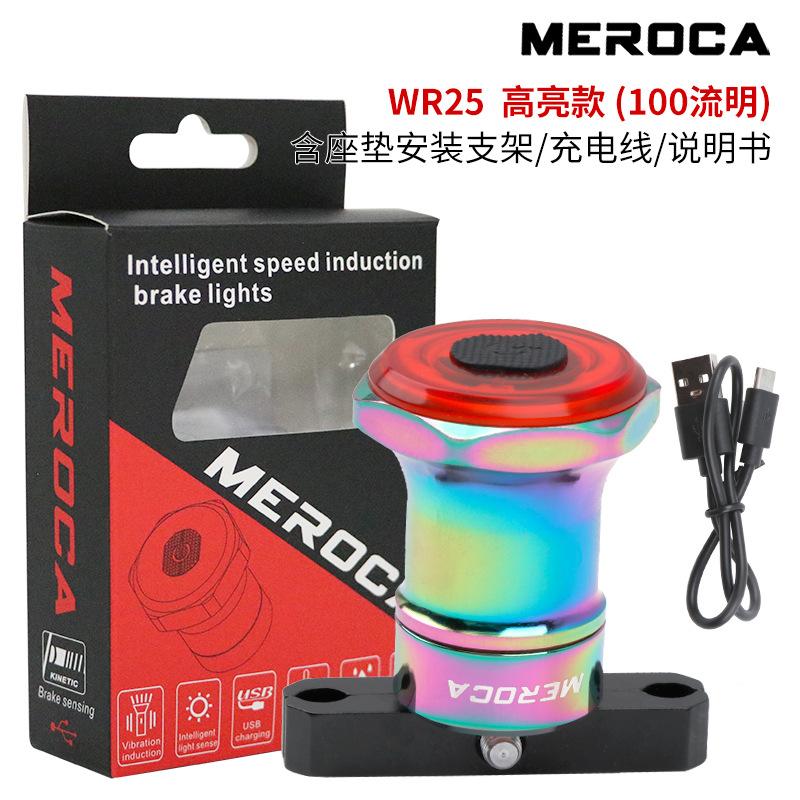 MEROCA
WR25 高亮款 (100流明)
含座垫安装支架/充电线/说明书
Intelligent speed induction
brake lights
MEROCA
MEROCA
KINETIC
Brake sensing
Vibration
induction
Intelligent
light sense
USB
USB
charging
MEROCA